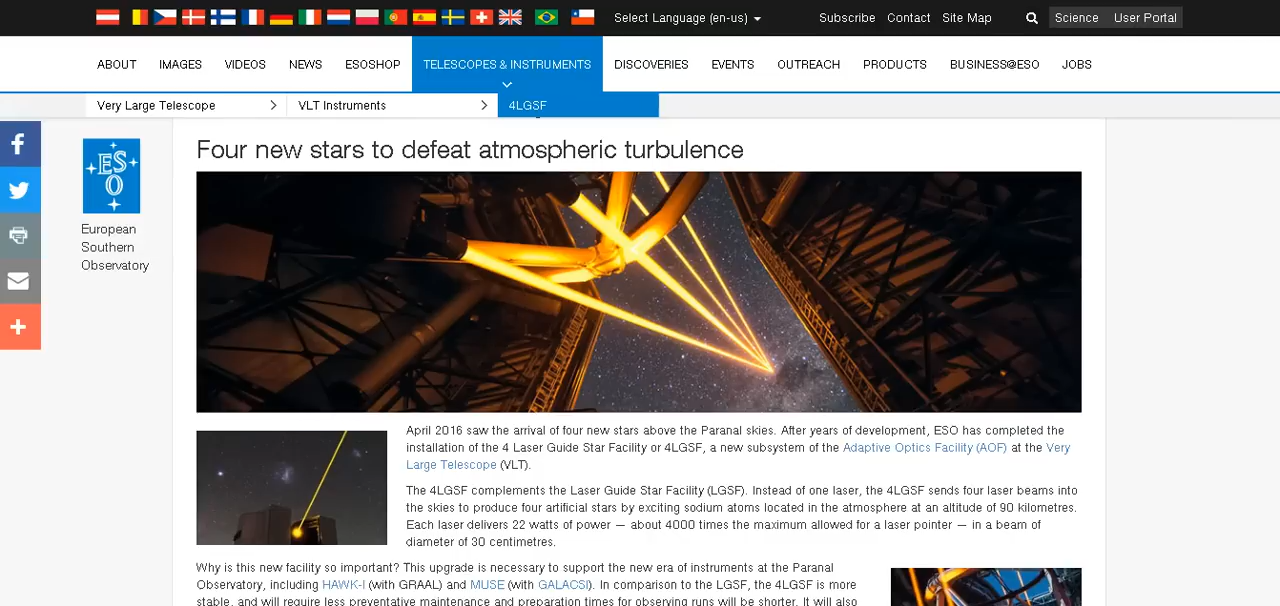 Select Language (en-us)
Subscribe Contact Site Map Science User Portal
ABOUT IMAGES VIDEOS NEWS ESOSHOP TELESCOPES & INSTRUMENTS DISCOVERIES EVENTS OUTREACH PRODUCTS BUSINESS@ESO JOBS
Very Large Telescope VLT Instruments 4LGSF
ESO
European
Southern
Observatory
Four new stars to defeat atmospheric turbulence
April 2016 saw the arrival of four new stars above the Paranal skies. After years of development, ESO has completed the
installation of the 4 Laser Guide Star Facility or 4LGSF, a new subsystem of the Adaptive Optics Facility (AOF) at the Very
Large Telescope (VLT).
The 4LGSF complements the Laser Guide Star Facility (LGSF). Instead of one laser, the 4LGSF sends four laser beams into
the skies to produce four artificial stars by exciting sodium atoms located in the atmosphere at an altitude of 90 kilometres.
Each laser delivers 22 watts of power — about 4000 times the maximum allowed for a laser pointer — in a beam of
diameter of 30 centimetres.
Why is this new facility so important? This upgrade is necessary to support the new era of instruments at the Paranal
Observatory, including HAWK-I (with GRAAL) and MUSE (with GALACSI). In comparison to the LGSF, the 4LGSF is more
stable, and will require less preventative maintenance and preparation times for observing runs will be shorter. It will also